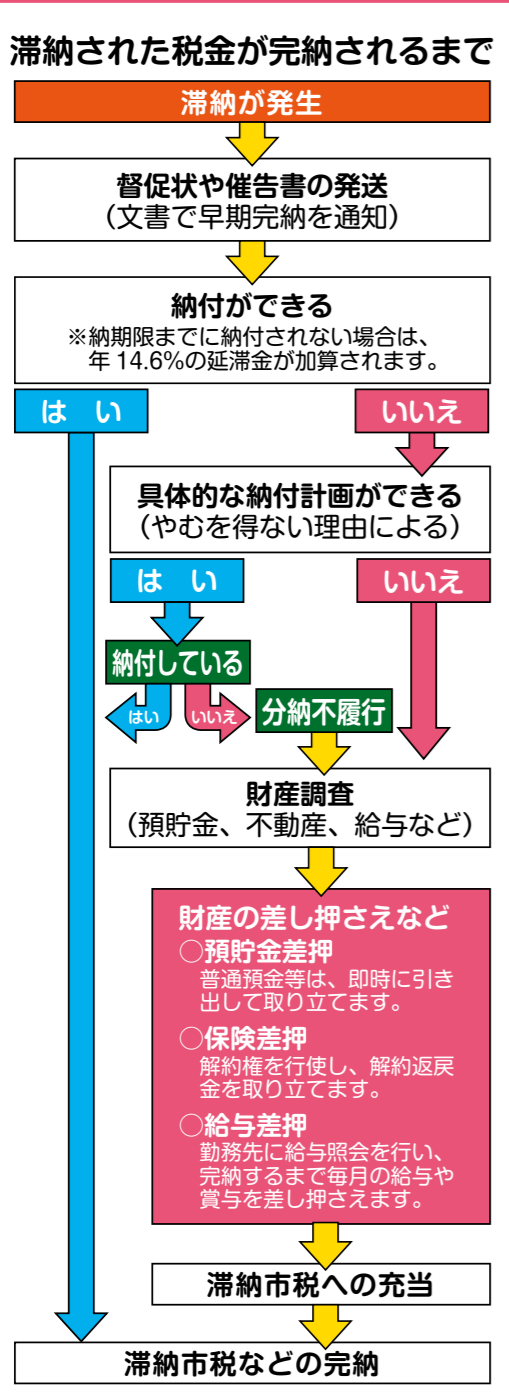 滞納された税金が完納されるまで
滞納が発生
督促状や催告書の発送
（文書で早期完納を通知）
納付ができる
※納期限までに納付されない場合は、
年14.6%の延滞金が加算されます。
はい
いいえ
具体的な納付計画ができる
（やむを得ない理由による）
はい
いいえ
納付している
はい
いいえ
分納不履行
財産調査
（預貯金、不動産、給与など）
財産の差し押さえなど
○預貯金差押
普通預金等は、即時に引き
出して取り立てます。
○保険差押
解約権を行使し、解約返戻
金を取り立てます。
○給与差押
勤務先に給与照会を行い、
完納するまで毎月の給与や
賞与を差し押さえます。
滞納市税への充当
滞納市税などの完納